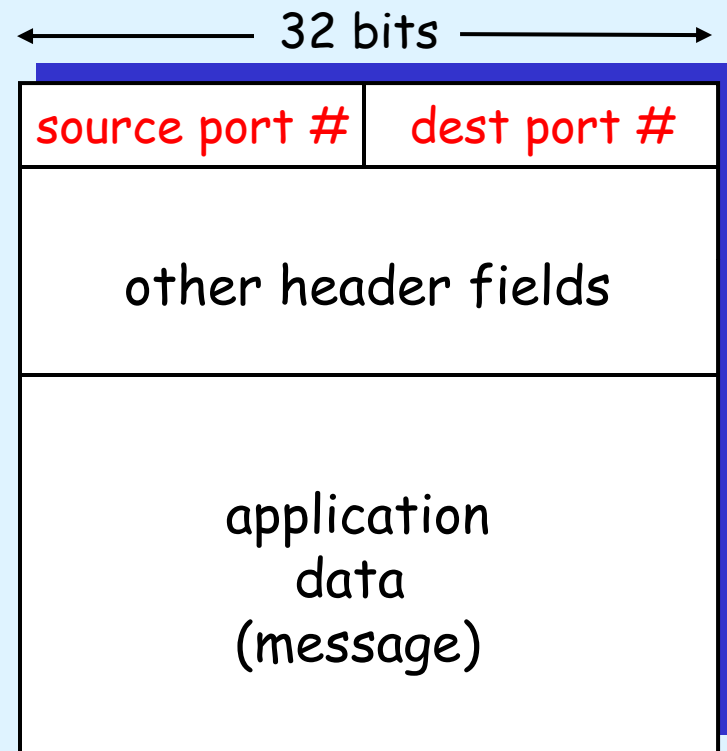 32 bits
source port # dest port #
other header fields
application
data
(message)